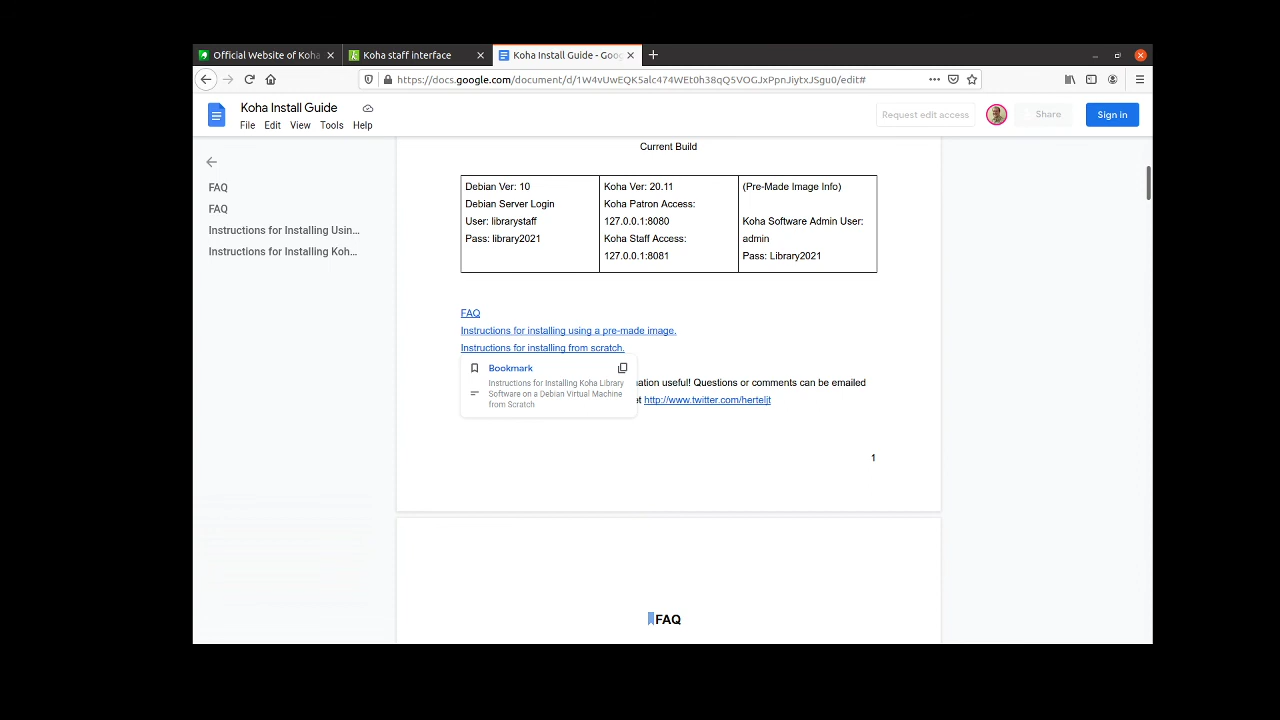 Official Website of Koha
Koha staff interface
Koha Install Guide - Goog
https://docs.google.com/document/d/1W4vUwEQK5alc474WEt0h38qQ5VOGJxPpnJiytxJSgu0/edit#
Koha Install Guide
Request edit access
Share
Sign in
File Edit View Tools Help
FAQ
FAQ
Instructions for Installing Usin...
Instructions for Installing Koh...
Current Build
Debian Ver: 10
Debian Server Login
User: librarystaff
Pass: library2021
Koha Ver: 20.11
Koha Patron Access:
127.0.0.1:8080
Koha Staff Access:
127.0.0.1:8081
(Pre-Made Image Info)
Koha Software Admin User:
admin
Pass: Library2021
FAQ
Instructions for installing using a pre-made image.
Instructions for installing from scratch.
Bookmark
Instructions for Installing Koha Library
Software on a Debian Virtual Machine
from Scratch
ation useful! Questions or comments can be emailed
et http://www.twitter.com/herteljt
1
FAQ